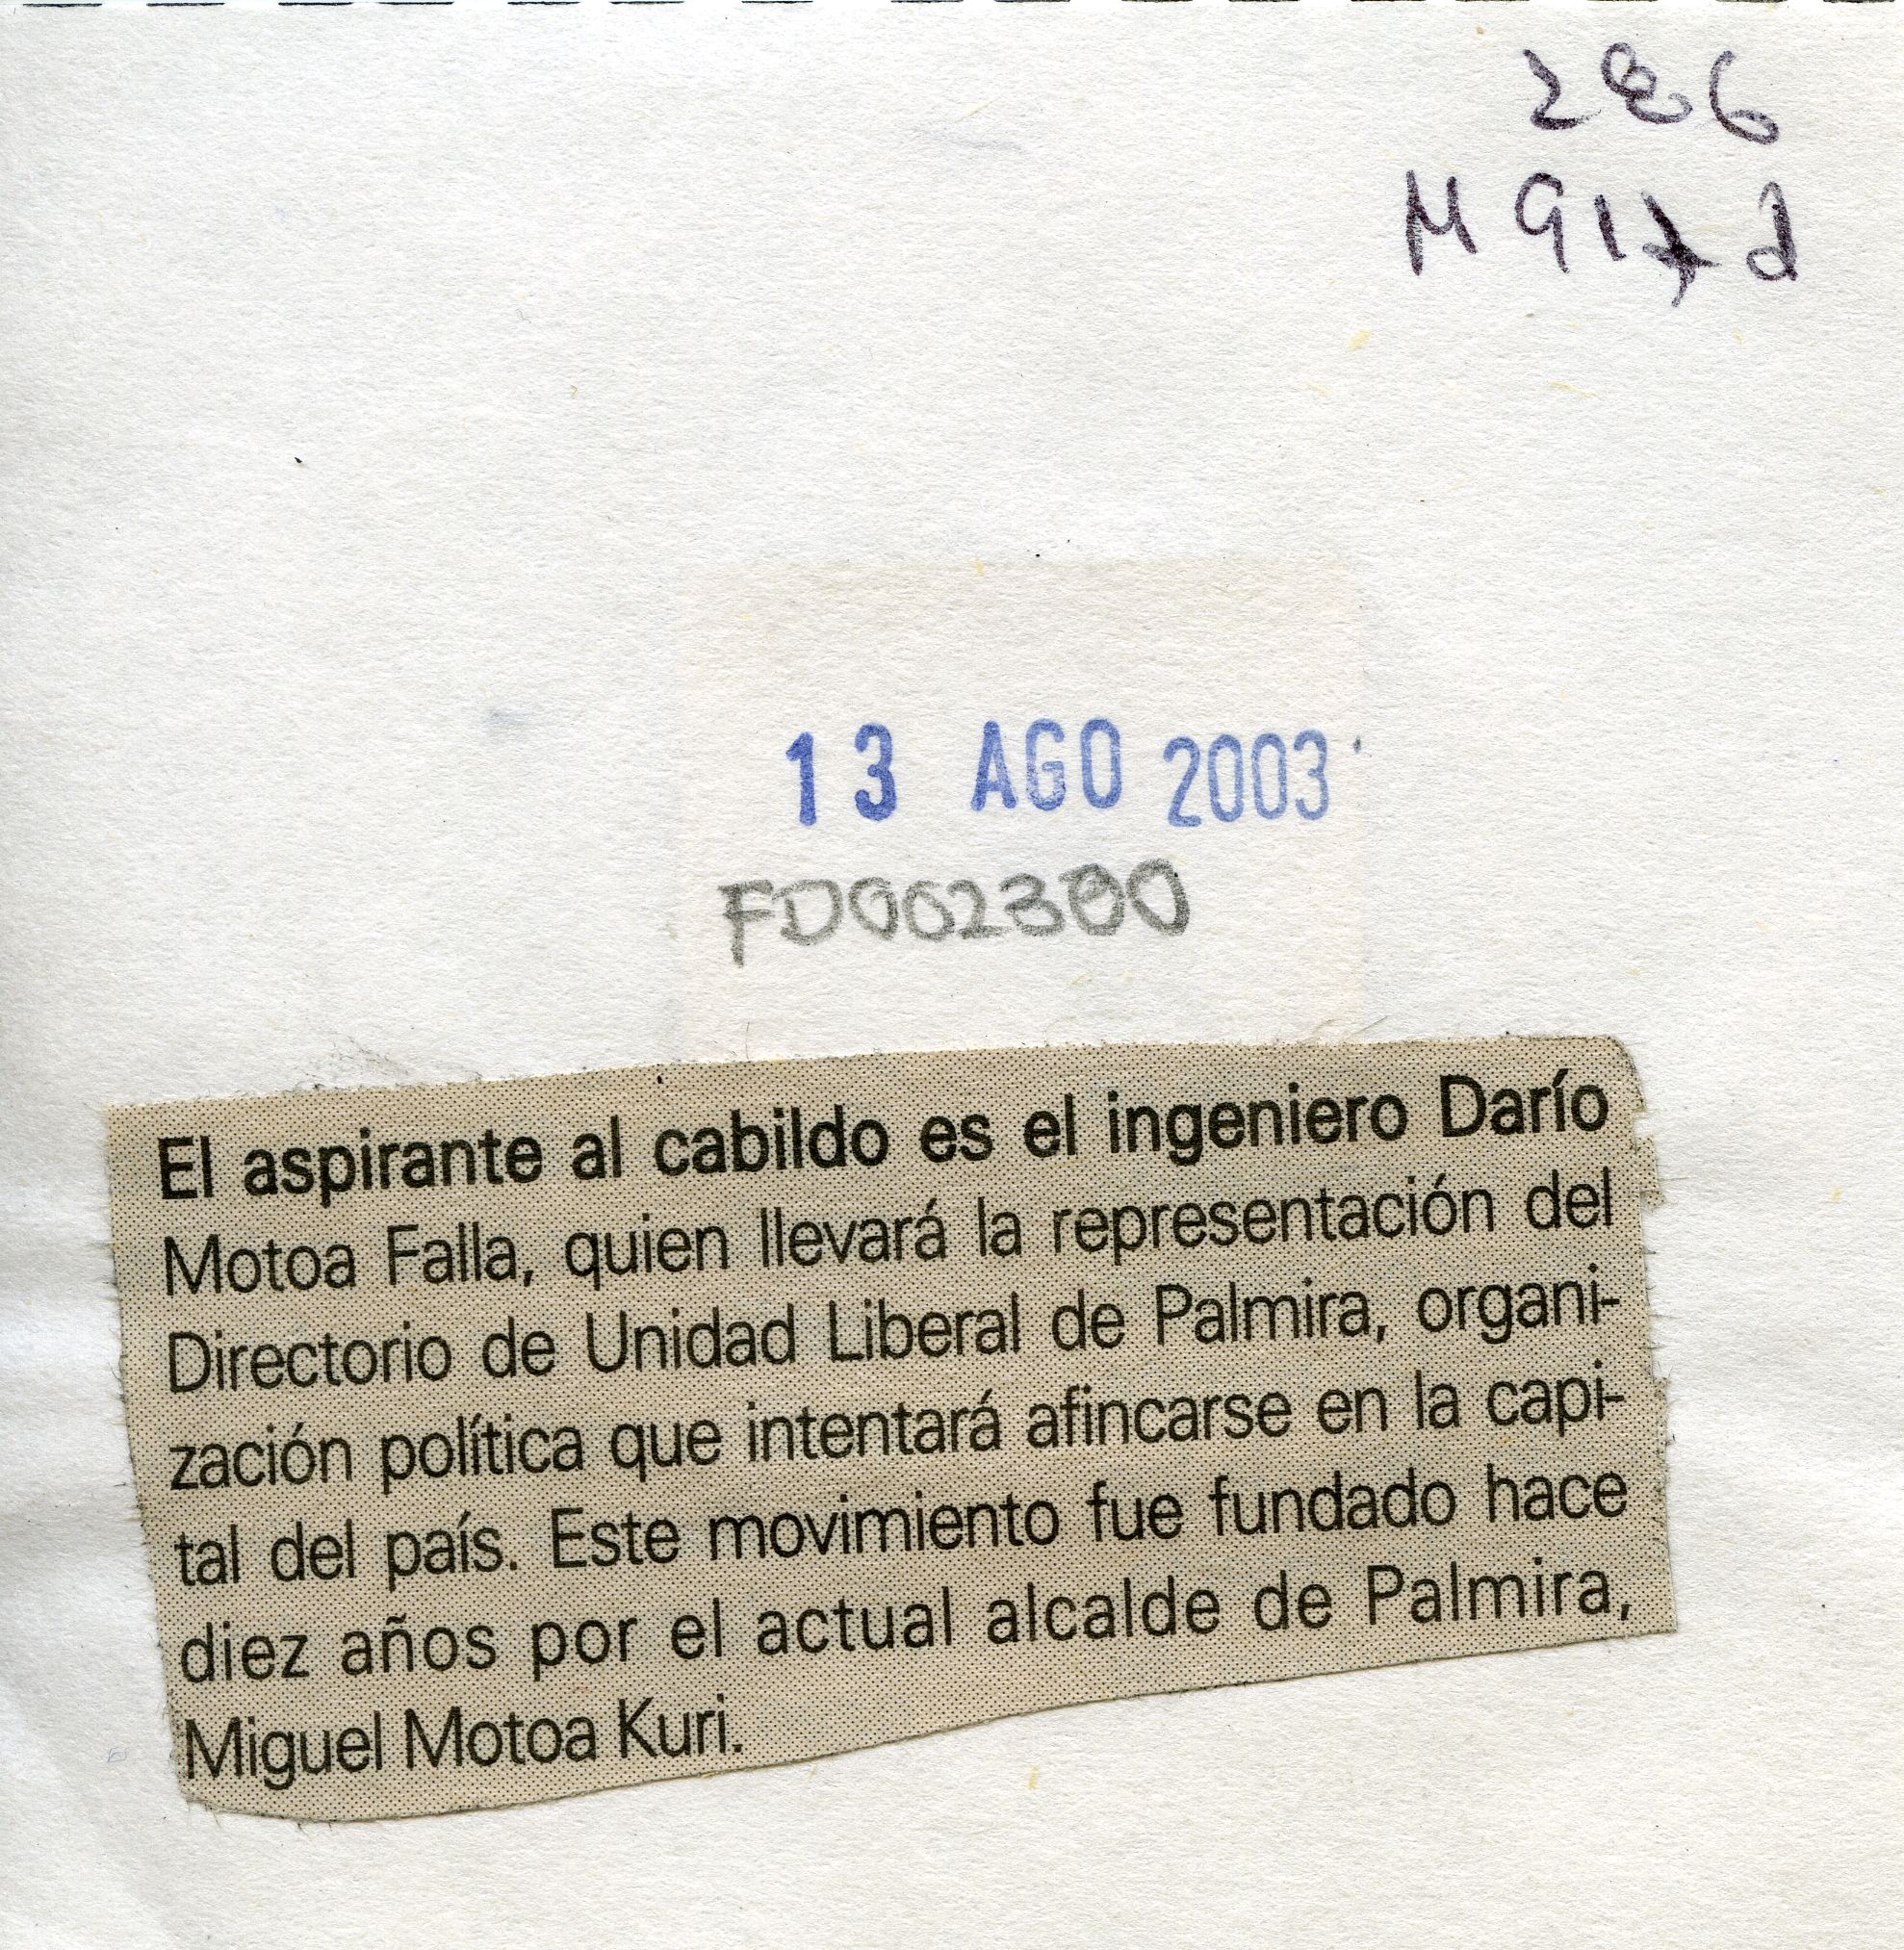 286
M917d
13 AGO 2003
FD002300
El aspirante al cabildo es el ingeniero Darío
Motoa Falla, quien llevará la representación del
Directorio de Unidad Liberal de Palmira, organi-
zación política que intentará afincarse en la capi-
tal del país. Este movimiento fue fundado hace
diez años por el actual alcalde de Palmira,
Miguel Motoa Kuri.